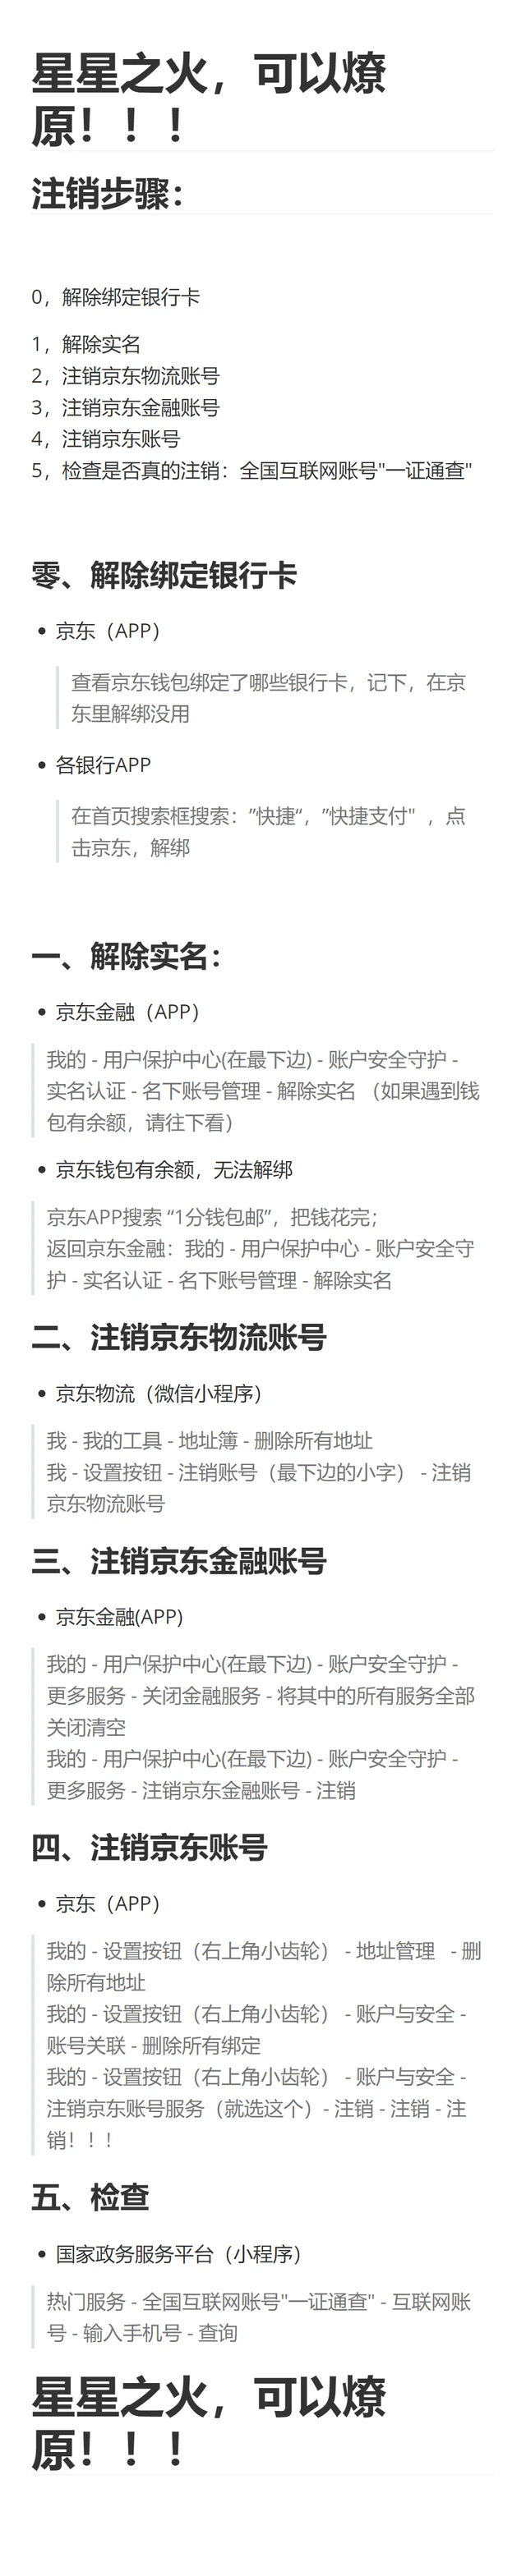 星星之火，可以燎
原！！！
注销步骤：
0，解除绑定银行卡
1，解除实名
2，注销京东物流账号
3，注销京东金融账号
4，注销京东账号
5，检查是否真的注销：全国互联网账号"一证通查"
零、解除绑定银行卡
• 京东（APP）
查看京东钱包绑定了哪些银行卡，记下，在京
东里解绑没用
• 各银行APP
在首页搜索框搜索：”快捷“，”快捷支付" ，点
击京东，解绑
一、解除实名：
• 京东金融（APP）
我的 - 用户保护中心(在最下边) - 账户安全守护 -
实名认证 - 名下账号管理 - 解除实名 （如果遇到钱
包有余额，请往下看）
• 京东钱包有余额，无法解绑
京东APP搜索 “1分钱包邮”，把钱花完；
返回京东金融：我的 - 用户保护中心 - 账户安全守
护 - 实名认证 - 名下账号管理 - 解除实名
二、注销京东物流账号
• 京东物流（微信小程序）
我 - 我的工具 - 地址簿 - 删除所有地址
我 - 设置按钮 - 注销账号（最下边的小字） - 注销
京东物流账号
三、注销京东金融账号
• 京东金融(APP)
我的 - 用户保护中心(在最下边) - 账户安全守护 -
更多服务 - 关闭金融服务 - 将其中的所有服务全部
关闭清空
我的 - 用户保护中心(在最下边) - 账户安全守护 -
更多服务 - 注销京东金融账号 - 注销
四、注销京东账号
• 京东（APP）
我的 - 设置按钮（右上角小齿轮） - 地址管理 - 删
除所有地址
我的 - 设置按钮（右上角小齿轮） - 账户与安全 -
账号关联 - 删除所有绑定
我的 - 设置按钮（右上角小齿轮） - 账户与安全 -
注销京东账号服务（就选这个）- 注销 - 注销 - 注
销！！！
五、检查
• 国家政务服务平台（小程序）
热门服务 - 全国互联网账号"一证通查" - 互联网账
号 - 输入手机号 - 查询
星星之火，可以燎
原！！！